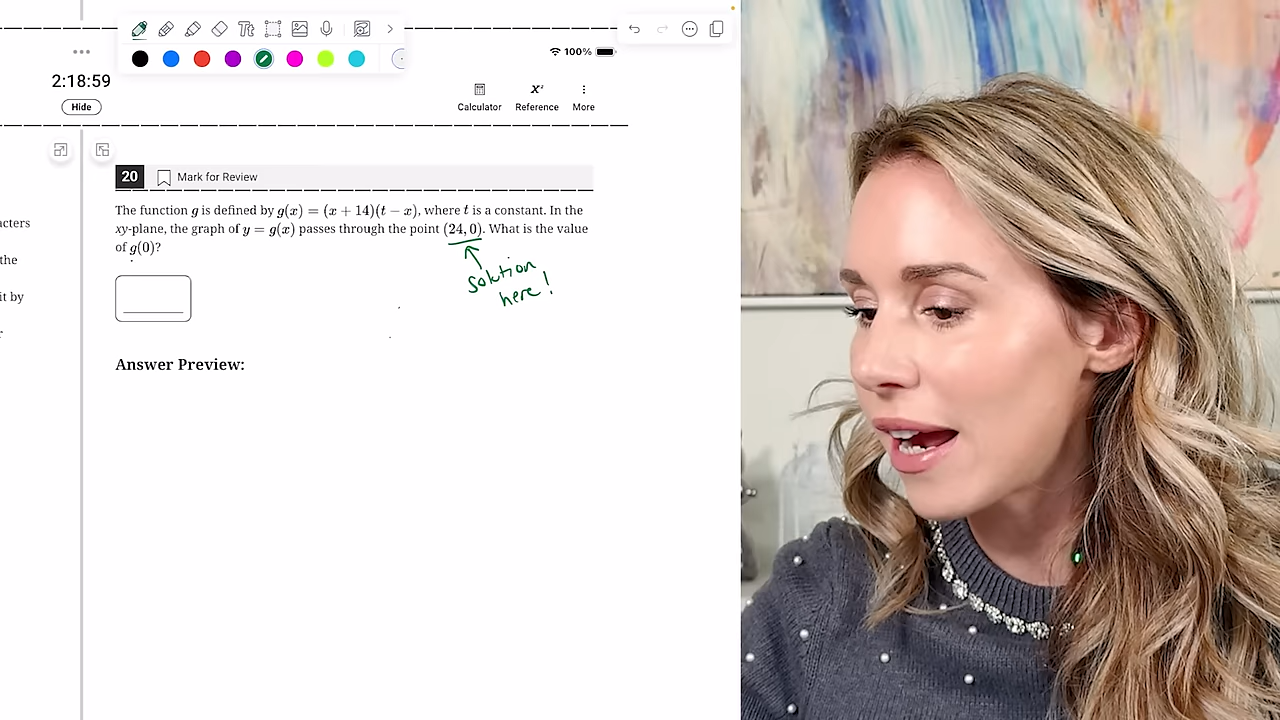 Tt
100%
2:18:59
Hide
Calculator
X²
Reference
More
20
Mark for Review
acters
the
it by
The function g is defined by g(x) = (x + 14)(t − x), where t is a constant. In the
xy-plane, the graph of y = g(x) passes through the point (24, 0). What is the value
of g(0)?
solution
here!
Answer Preview: